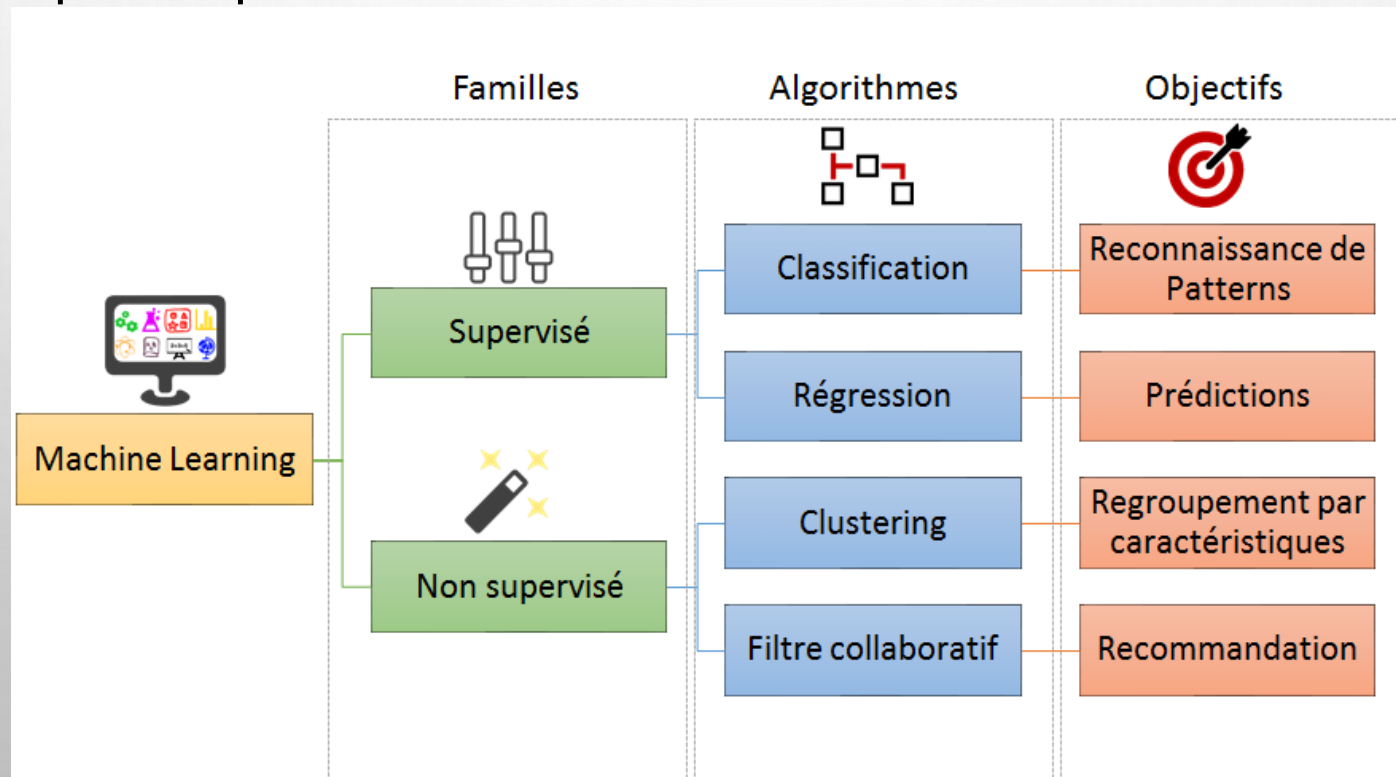 Familles
Algorithmes
Objectifs
Classification
Reconnaissance de
Patterns
Supervisé
Régression
Prédictions
Machine Learning
Clustering
Regroupement par
caractéristiques
Non supervisé
Filtre collaboratif
Recommandation